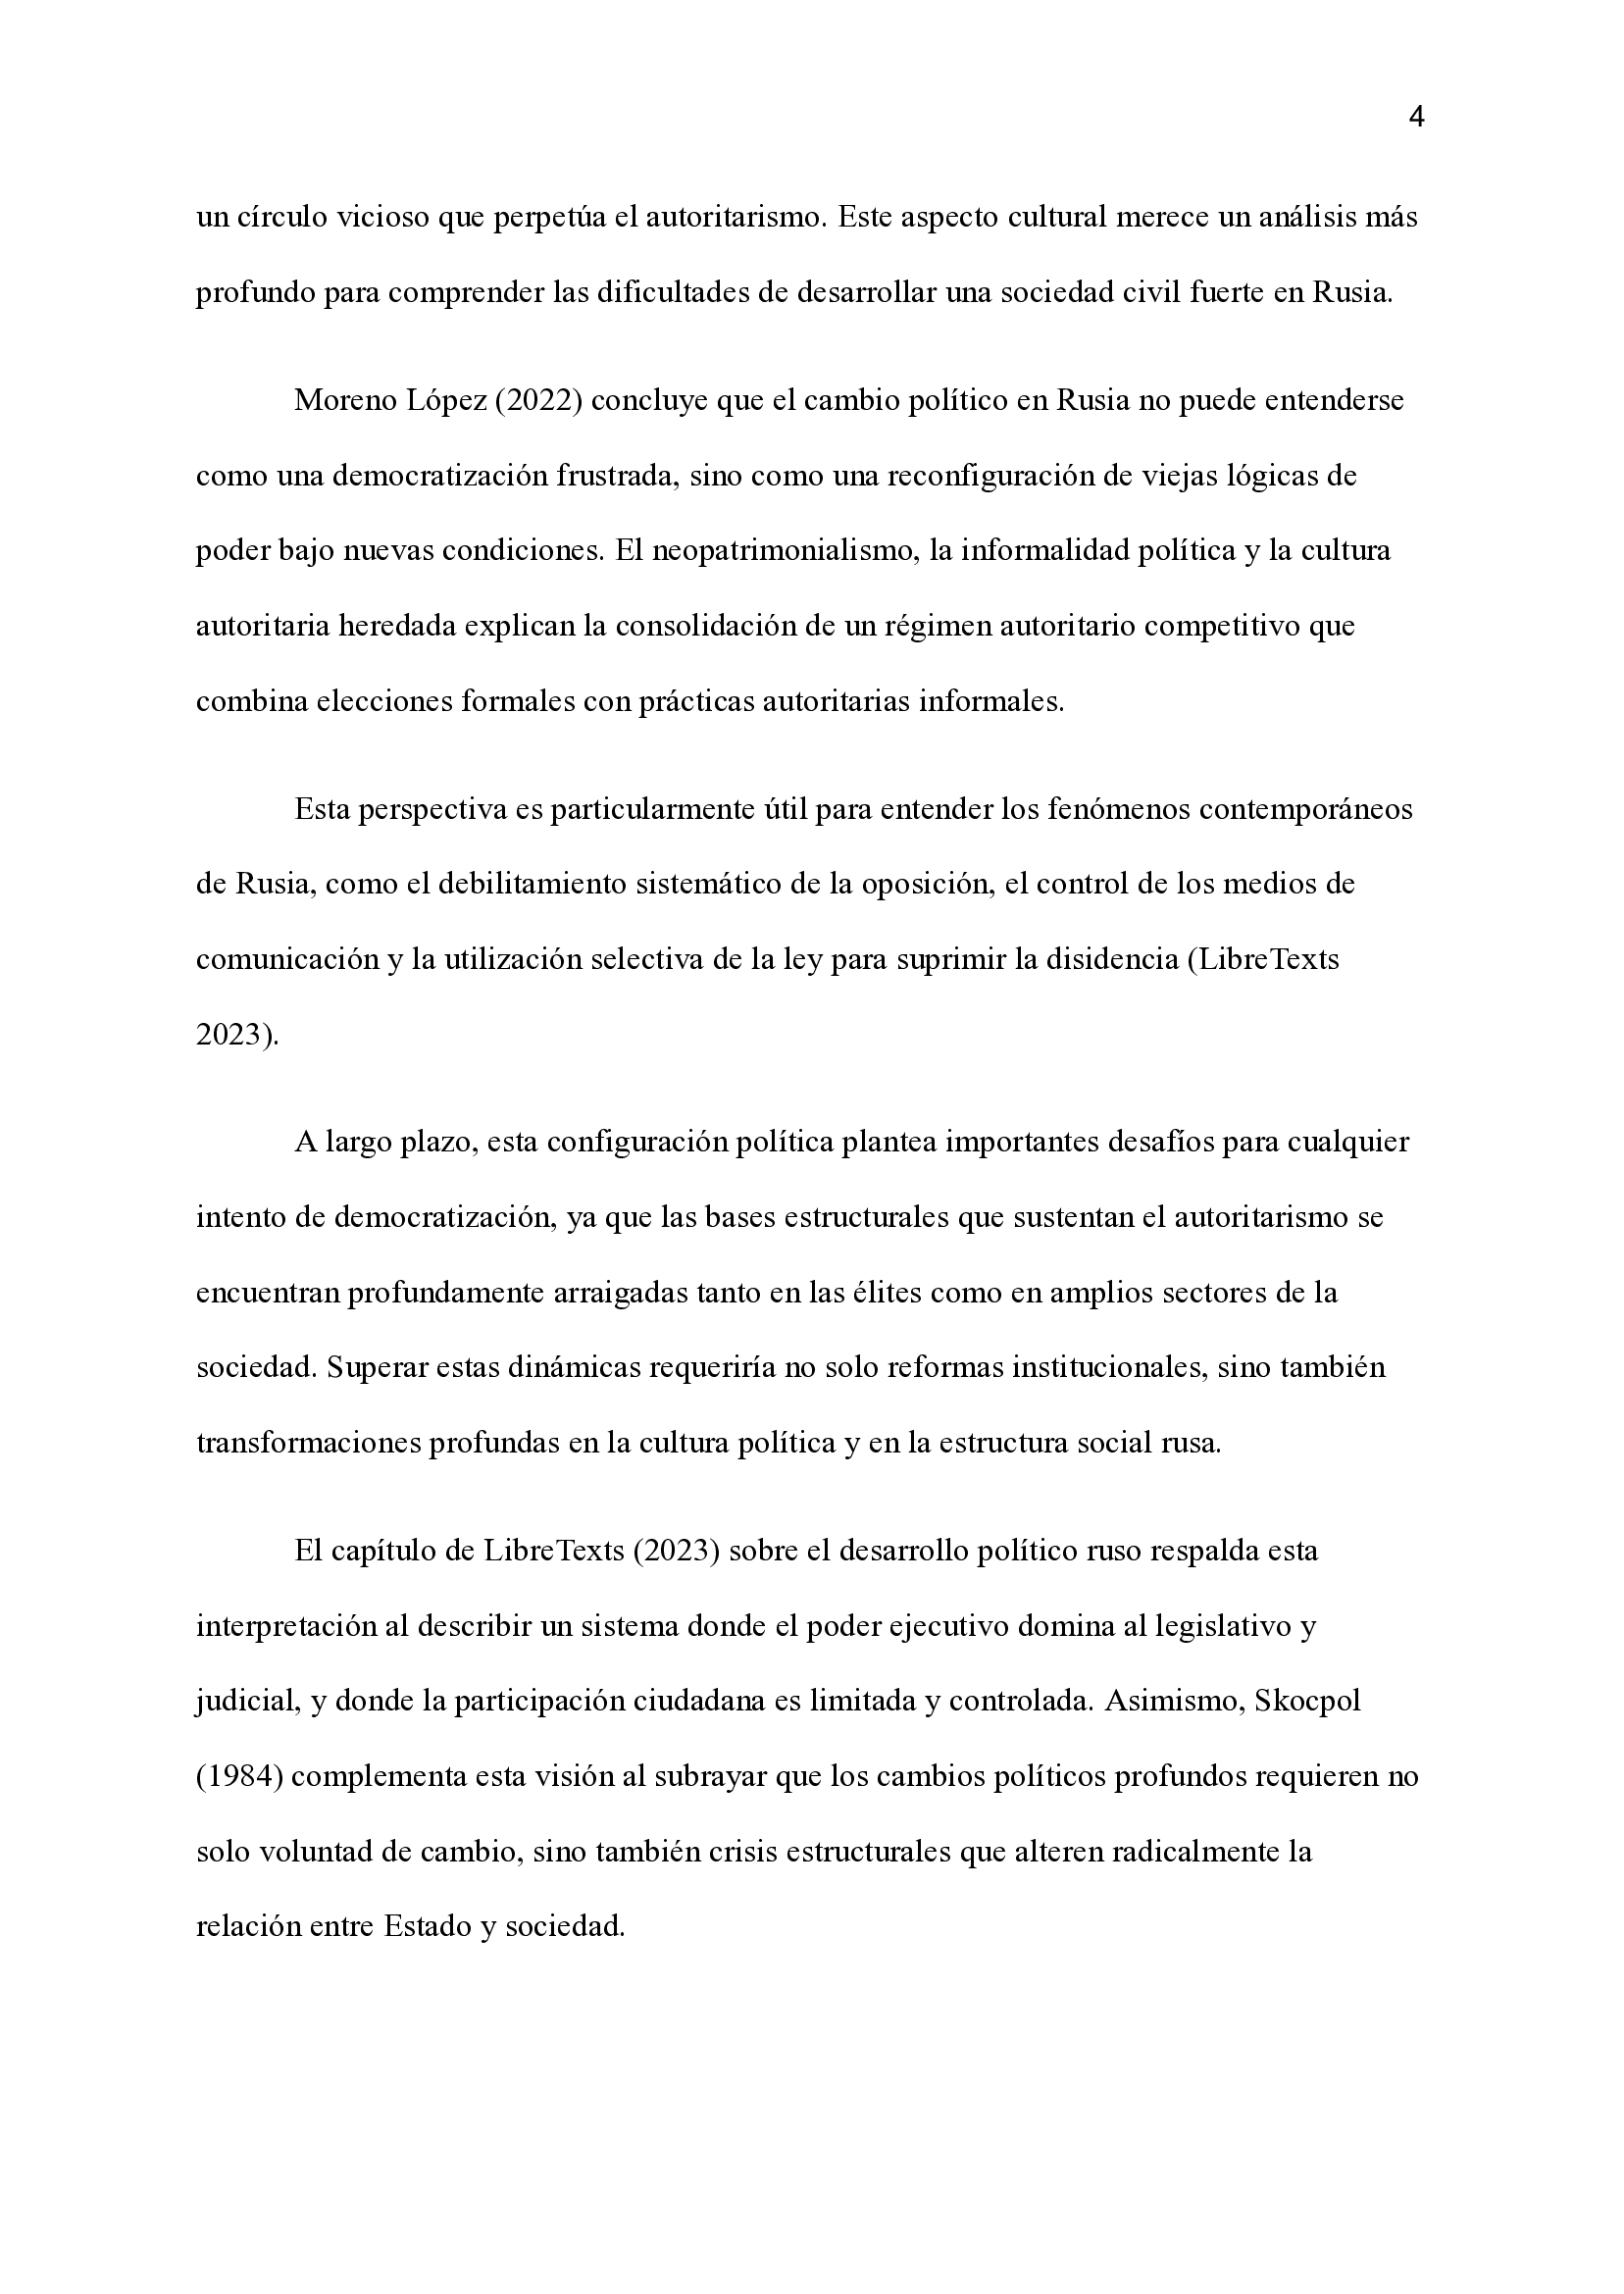 4
un círculo vicioso que perpetúa el autoritarismo. Este aspecto cultural merece un análisis más
profundo para comprender las dificultades de desarrollar una sociedad civil fuerte en Rusia.
Moreno López (2022) concluye que el cambio político en Rusia no puede entenderse
como una democratización frustrada, sino como una reconfiguración de viejas lógicas de
poder bajo nuevas condiciones. El neopatrimonialismo, la informalidad política y la cultura
autoritaria heredada explican la consolidación de un régimen autoritario competitivo que
combina elecciones formales con prácticas autoritarias informales.
Esta perspectiva es particularmente útil para entender los fenómenos contemporáneos
de Rusia, como el debilitamiento sistemático de la oposición, el control de los medios de
comunicación y la utilización selectiva de la ley para suprimir la disidencia (LibreTexts
2023).
A largo plazo, esta configuración política plantea importantes desafíos para cualquier
intento de democratización, ya que las bases estructurales que sustentan el autoritarismo se
encuentran profundamente arraigadas tanto en las élites como en amplios sectores de la
sociedad. Superar estas dinámicas requeriría no solo reformas institucionales, sino también
transformaciones profundas en la cultura política y en la estructura social rusa.
El capítulo de LibreTexts (2023) sobre el desarrollo político ruso respalda esta
interpretación al describir un sistema donde el poder ejecutivo domina al legislativo y
judicial, y donde la participación ciudadana es limitada y controlada. Asimismo, Skocpol
(1984) complementa esta visión al subrayar que los cambios políticos profundos requieren no
solo voluntad de cambio, sino también crisis estructurales que alteren radicalmente la
relación entre Estado y sociedad.